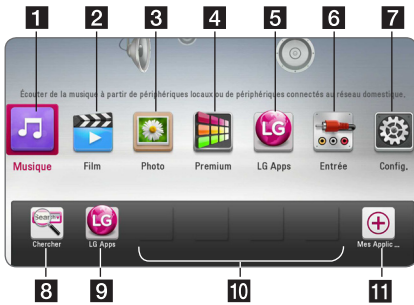 1 2 3 4 5 6 7
Écouter de la musique à partir de périphériques locaux ou de périphériques connectés au réseau domestique.
LG
Musique Film Photo Premium LG Apps Entrée Config.
Search LG
Chercher LG Apps Mes Applic ...
8 9 10 11